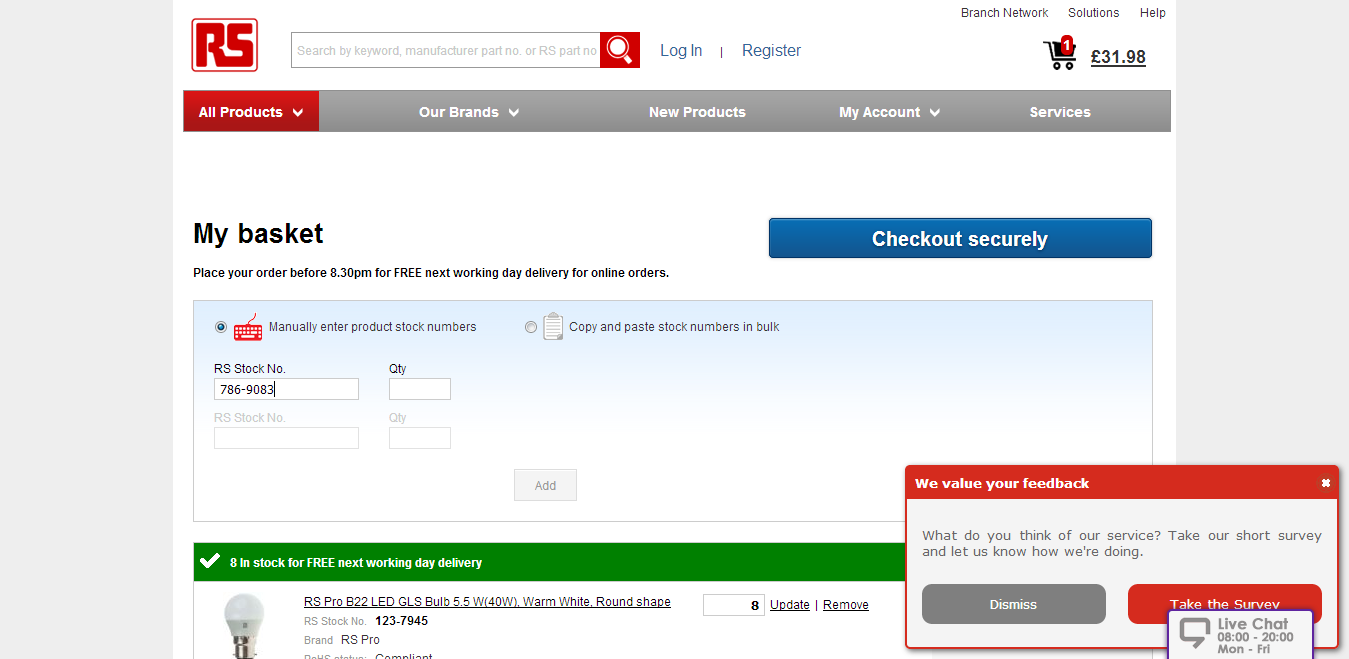 Branch Network Solutions Help
RS
Search by keyword, manufacturer part no. or RS part no
Log In | Register
1
£31.98
All Products Our Brands New Products My Account Services
My basket
Checkout securely
Place your order before 8.30pm for FREE next working day delivery for online orders.
Manually enter product stock numbers
Copy and paste stock numbers in bulk
RS Stock No. Qty
786-9083
RS Stock No. Qty
Add
We value your feedback
What do you think of our service? Take our short survey
and let us know how we're doing.
Dismiss
Take the Survey
8 In stock for FREE next working day delivery
RS Pro B22 LED GLS Bulb 5.5 W(40W), Warm White, Round shape
8 Update | Remove
RS Stock No. 123-7945
Brand RS Pro
RoHS status: Compliant
Live Chat
08:00 - 20:00
Mon - Fri